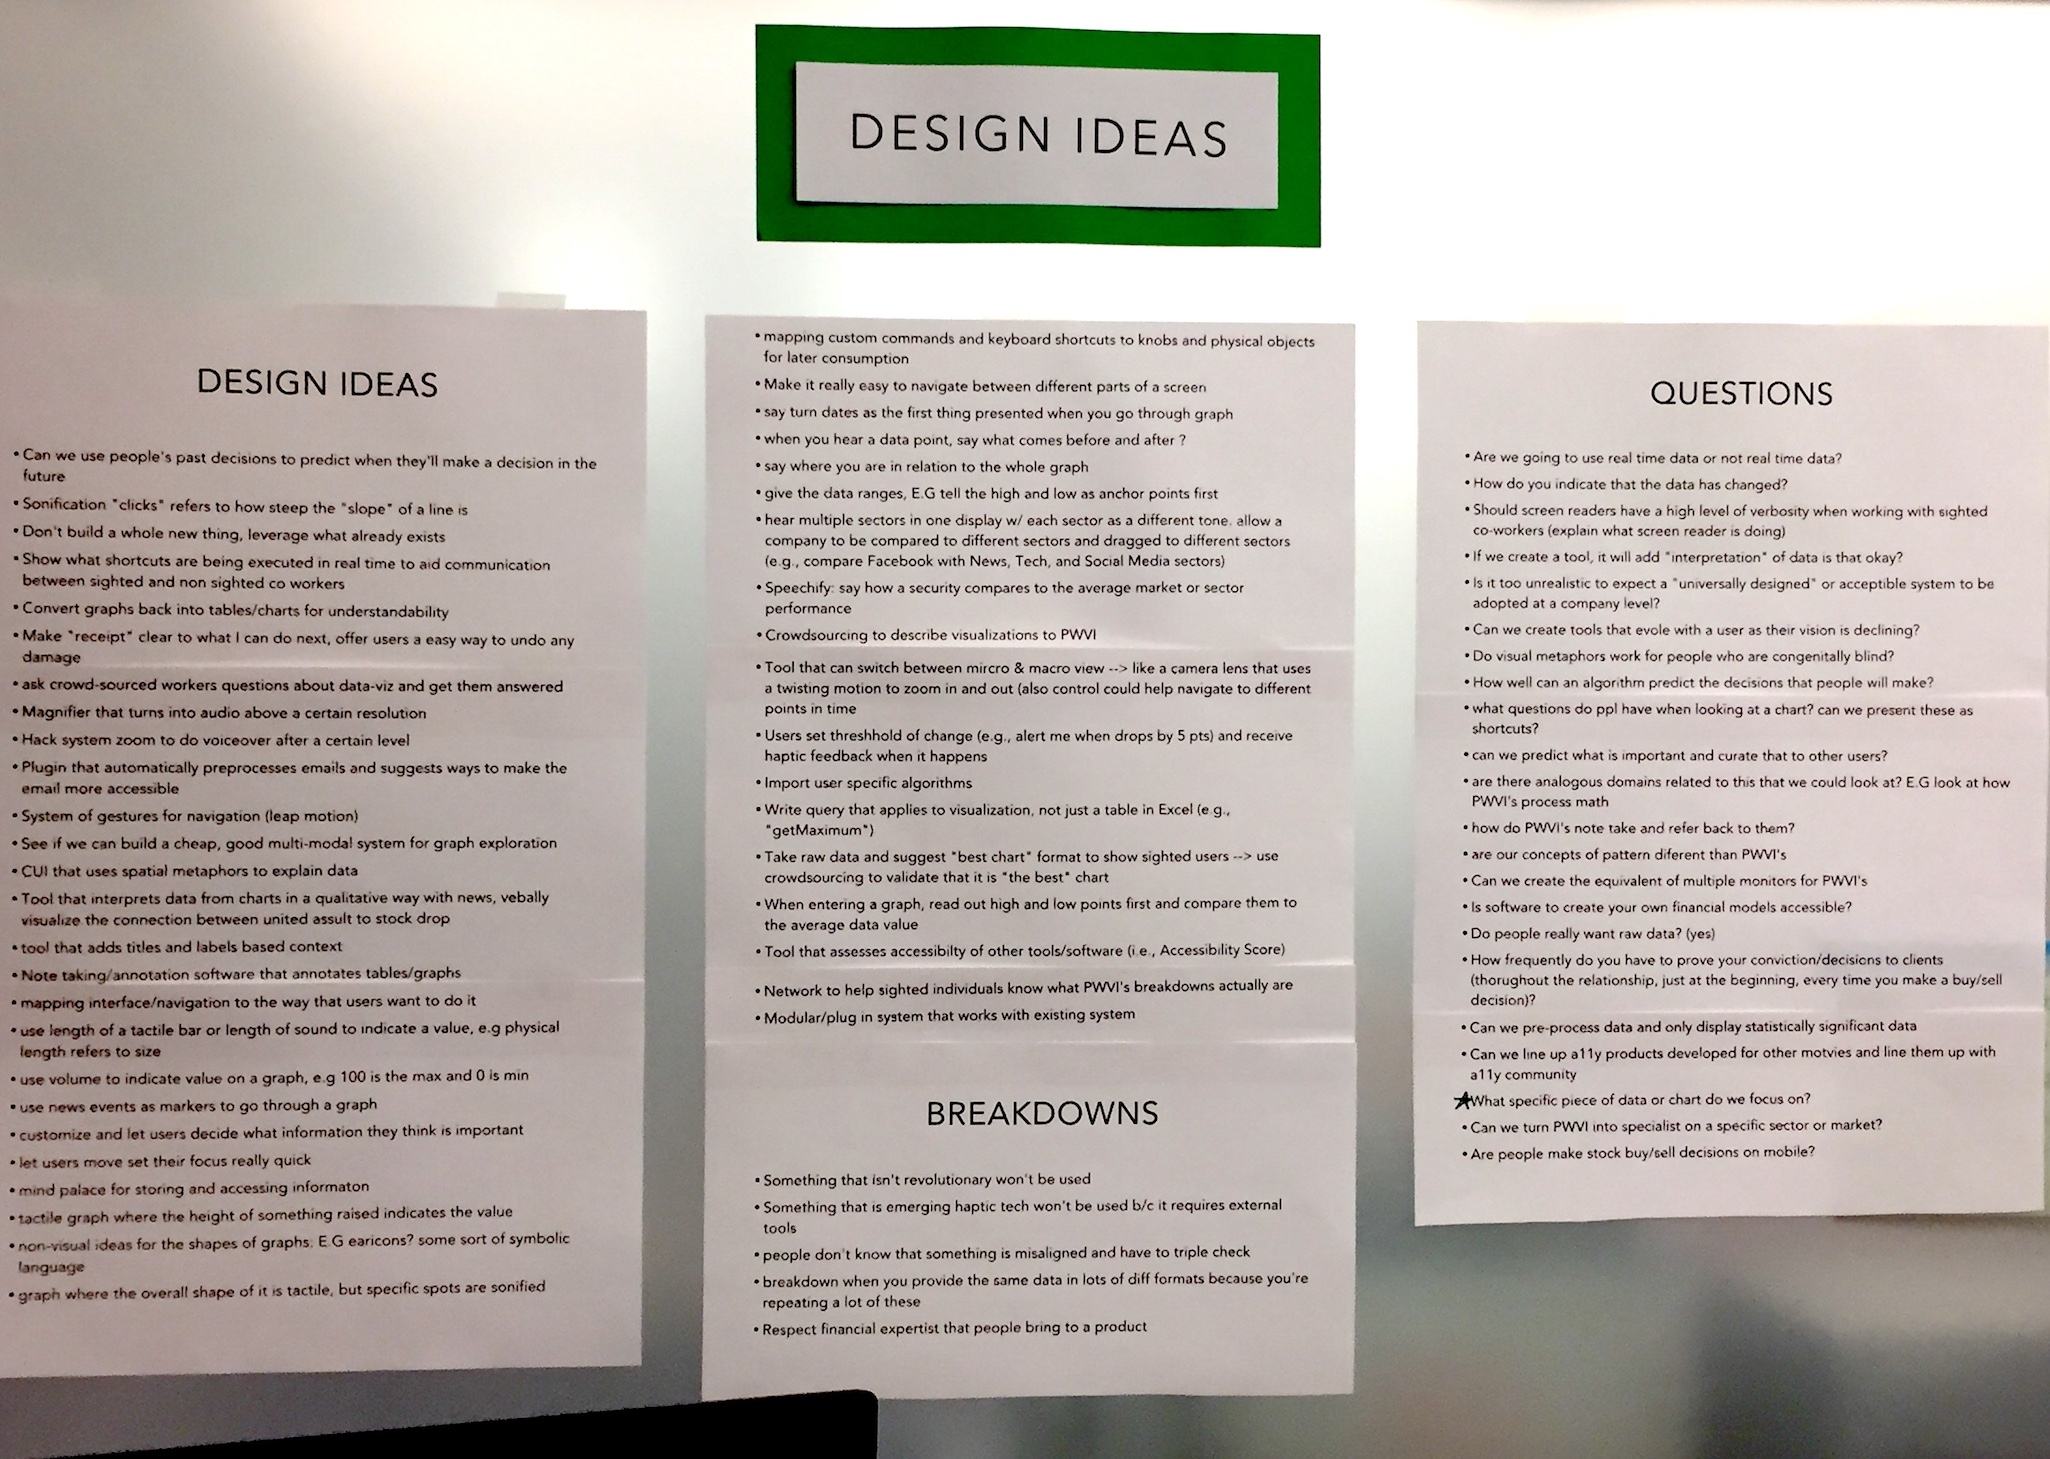 DESIGN IDEAS
DESIGN IDEAS
• Can we use people's past decisions to predict when they'll make a decision in the
future
• Sonification "clicks" refers to how steep the "slope" of a line is
• Don't build a whole new thing, leverage what already exists
• Show what shortcuts are being executed in real time to aid communication
between sighted and non sighted co workers
• Convert graphs back into tables/charts for understandability
• Make "receipt" clear to what I can do next, offer users a easy way to undo any
damage
• ask crowd-sourced workers questions about data-viz and get them answered
• Magnifier that turns into audio above a certain resolution
• Hack system zoom to do voiceover after a certain level
• Plugin that automatically preprocesses emails and suggests ways to make the
email more accessible
• System of gestures for navigation (leap motion)
• See if we can build a cheap, good multi-modal system for graph exploration
• CUI that uses spatial metaphors to explain data
• Tool that interprets data from charts in a qualitative way with news, vebally
visualize the connection between united assult to stock drop
• tool that adds titles and labels based context
• Note taking/annotation software that annotates tables/graphs
• mapping interface/navigation to the way that users want to do it
• use length of a tactile bar or length of sound to indicate a value, e.g physical
length refers to size
• use volume to indicate value on a graph, e.g 100 is the max and 0 is min
• use news events as markers to go through a graph
• customize and let users decide what information they think is important
• let users move set their focus really quick
• mind palace for storing and accessing informaton
• tactile graph where the height of something raised indicates the value
• non-visual ideas for the shapes of graphs. E.G earicons? some sort of symbolic
language
• graph where the overall shape of it is tactile, but specific spots are sonified
• mapping custom commands and keyboard shortcuts to knobs and physical objects
for later consumption
• Make it really easy to navigate between different parts of a screen
• say turn dates as the first thing presented when you go through graph
• when you hear a data point, say what comes before and after ?
• say where you are in relation to the whole graph
• give the data ranges, E.G tell the high and low as anchor points first
• hear multiple sectors in one display w/ each sector as a different tone. allow a
company to be compared to different sectors and dragged to different sectors
(e.g., compare Facebook with News, Tech, and Social Media sectors)
• Speechify: say how a security compares to the average market or sector
performance
• Crowdsourcing to describe visualizations to PWVI
• Tool that can switch between mircro & macro view --> like a camera lens that uses
a twisting motion to zoom in and out (also control could help navigate to different
points in time
• Users set threshhold of change (e.g., alert me when drops by 5 pts) and receive
haptic feedback when it happens
• Import user specific algorithms
• Write query that applies to visualization, not just a table in Excel (e.g.,
"getMaximum")
• Take raw data and suggest "best chart" format to show sighted users --> use
crowdsourcing to validate that it is "the best" chart
• When entering a graph, read out high and low points first and compare them to
the average data value
• Tool that assesses accessibilty of other tools/software (i.e., Accessibility Score)
• Network to help sighted individuals know what PWVI's breakdowns actually are
• Modular/plug in system that works with existing system
BREAKDOWNS
• Something that isn't revolutionary won't be used
• Something that is emerging haptic tech won't be used b/c it requires external
tools
• people don't know that something is misaligned and have to triple check
• breakdown when you provide the same data in lots of diff formats because you're
repeating a lot of these
• Respect financial expertist that people bring to a product
QUESTIONS
• Are we going to use real time data or not real time data?
• How do you indicate that the data has changed?
• Should screen readers have a high level of verbosity when working with sighted
co-workers (explain what screen reader is doing)
• If we create a tool, it will add "interpretation" of data is that okay?
• Is it too unrealistic to expect a "universally designed" or acceptible system to be
adopted at a company level?
• Can we create tools that evole with a user as their vision is declining?
• Do visual metaphors work for people who are congenitally blind?
• How well can an algorithm predict the decisions that people will make?
• what questions do ppl have when looking at a chart? can we present these as
shortcuts?
• can we predict what is important and curate that to other users?
• are there analogous domains related to this that we could look at? E.G look at how
PWVI's process math
• how do PWVI's note take and refer back to them?
• are our concepts of pattern diferent than PWVI's
• Can we create the equivalent of multiple monitors for PWVI's
• Is software to create your own financial models accessible?
• Do people really want raw data? (yes)
• How frequently do you have to prove your conviction/decisions to clients
(thorughout the relationship, just at the beginning, every time you make a buy/sell
decision)?
• Can we pre-process data and only display statistically significant data
• Can we line up a11y products developed for other motvies and line them up with
a11y community
★ What specific piece of data or chart do we focus on?
• Can we turn PWVI into specialist on a specific sector or market?
• Are people make stock buy/sell decisions on mobile?